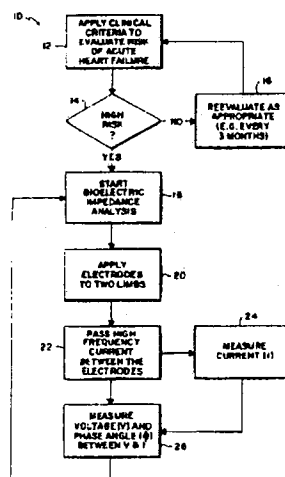 10
12
APPLY CLINICAL
CRITERIA TO
EVALUATE RISK
OF ACUTE
HEART FAILURE
14
HIGH
RISK
?
NO
16
REEVALUATE AS
APPROPRIATE
(E.G. EVERY
3 MONTHS)
YES
START
BIOELECTRIC
IMPEDANCE
ANALYSIS
18
APPLY
ELECTRODES
TO TWO LIMBS
20
22
PASS HIGH
FREQUENCY
CURRENT
BETWEEN THE
ELECTRODES
24
MEASURE
CURRENT (I)
MEASURE
VOLTAGE (V) AND
PHASE ANGLE (ϕ)
BETWEEN V & I
26